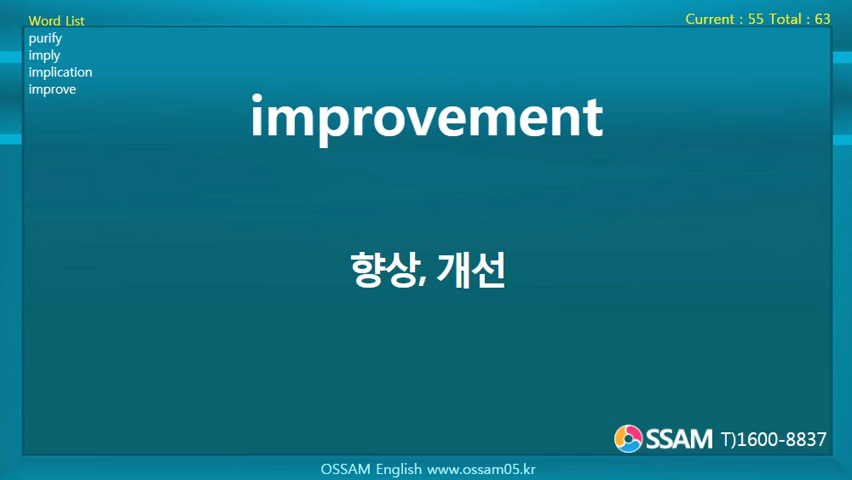 Word List
Current : 55 Total : 63
purify
imply
implication
improve
improvement
향상, 개선
OSSAM T)1600-8837
OSSAM English www.ossam05.kr